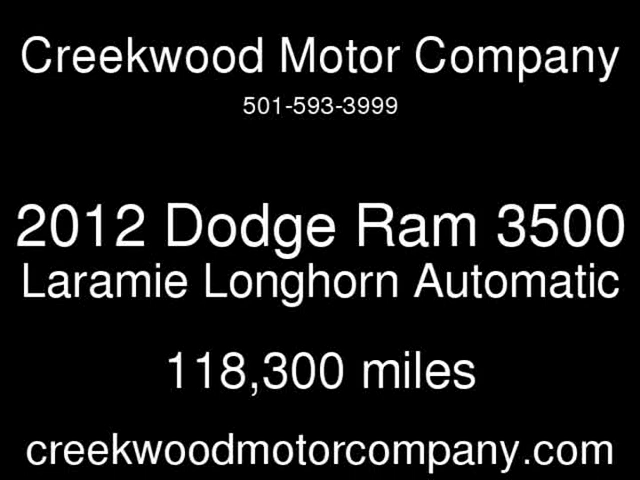 Creekwood Motor Company
501-593-3999
2012 Dodge Ram 3500
Laramie Longhorn Automatic
118,300 miles
creekwoodmotorcompany.com